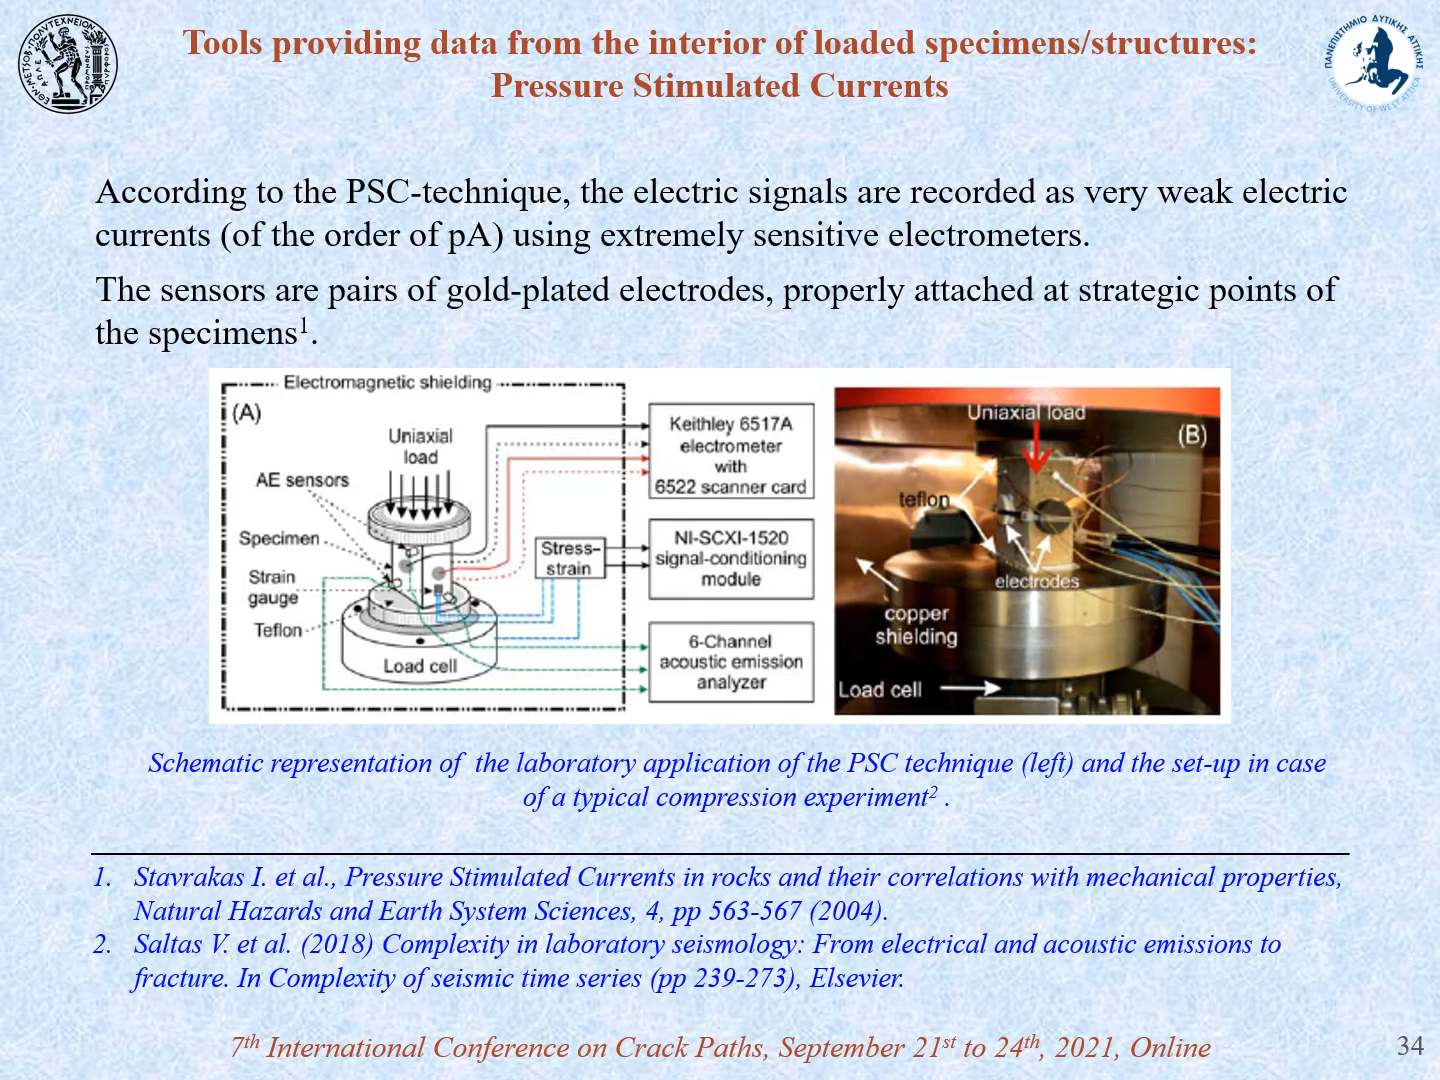 Tools providing data from the interior of loaded specimens/structures:
Pressure Stimulated Currents
ΠΑΝΕΠΙΣΤΗΜΙΟ ΔΥΤΙΚΗΣ ΑΤΤΙΚΗΣ
UNIVERSITY OF WEST ATTICA
According to the PSC-technique, the electric signals are recorded as very weak electric
currents (of the order of pA) using extremely sensitive electrometers.
The sensors are pairs of gold-plated electrodes, properly attached at strategic points of
the specimens1.
Electromagnetic shielding
(A)
Uniaxial
load
AE sensors
Specimen
Strain
gauge
Teflon
Load cell
Stress–
strain
Keithley 6517A
electrometer
with
6522 scanner card
NI-SCXI-1520
signal-conditioning
module
6-Channel
acoustic emission
analyzer
Uniaxial load
(B)
teflon
electrodes
copper
shielding
Load cell
Schematic representation of the laboratory application of the PSC technique (left) and the set-up in case
of a typical compression experiment2 .
1. Stavrakas I. et al., Pressure Stimulated Currents in rocks and their correlations with mechanical properties,
Natural Hazards and Earth System Sciences, 4, pp 563-567 (2004).
2. Saltas V. et al. (2018) Complexity in laboratory seismology: From electrical and acoustic emissions to
fracture. In Complexity of seismic time series (pp 239-273), Elsevier.
7th International Conference on Crack Paths, September 21st to 24th, 2021, Online
34